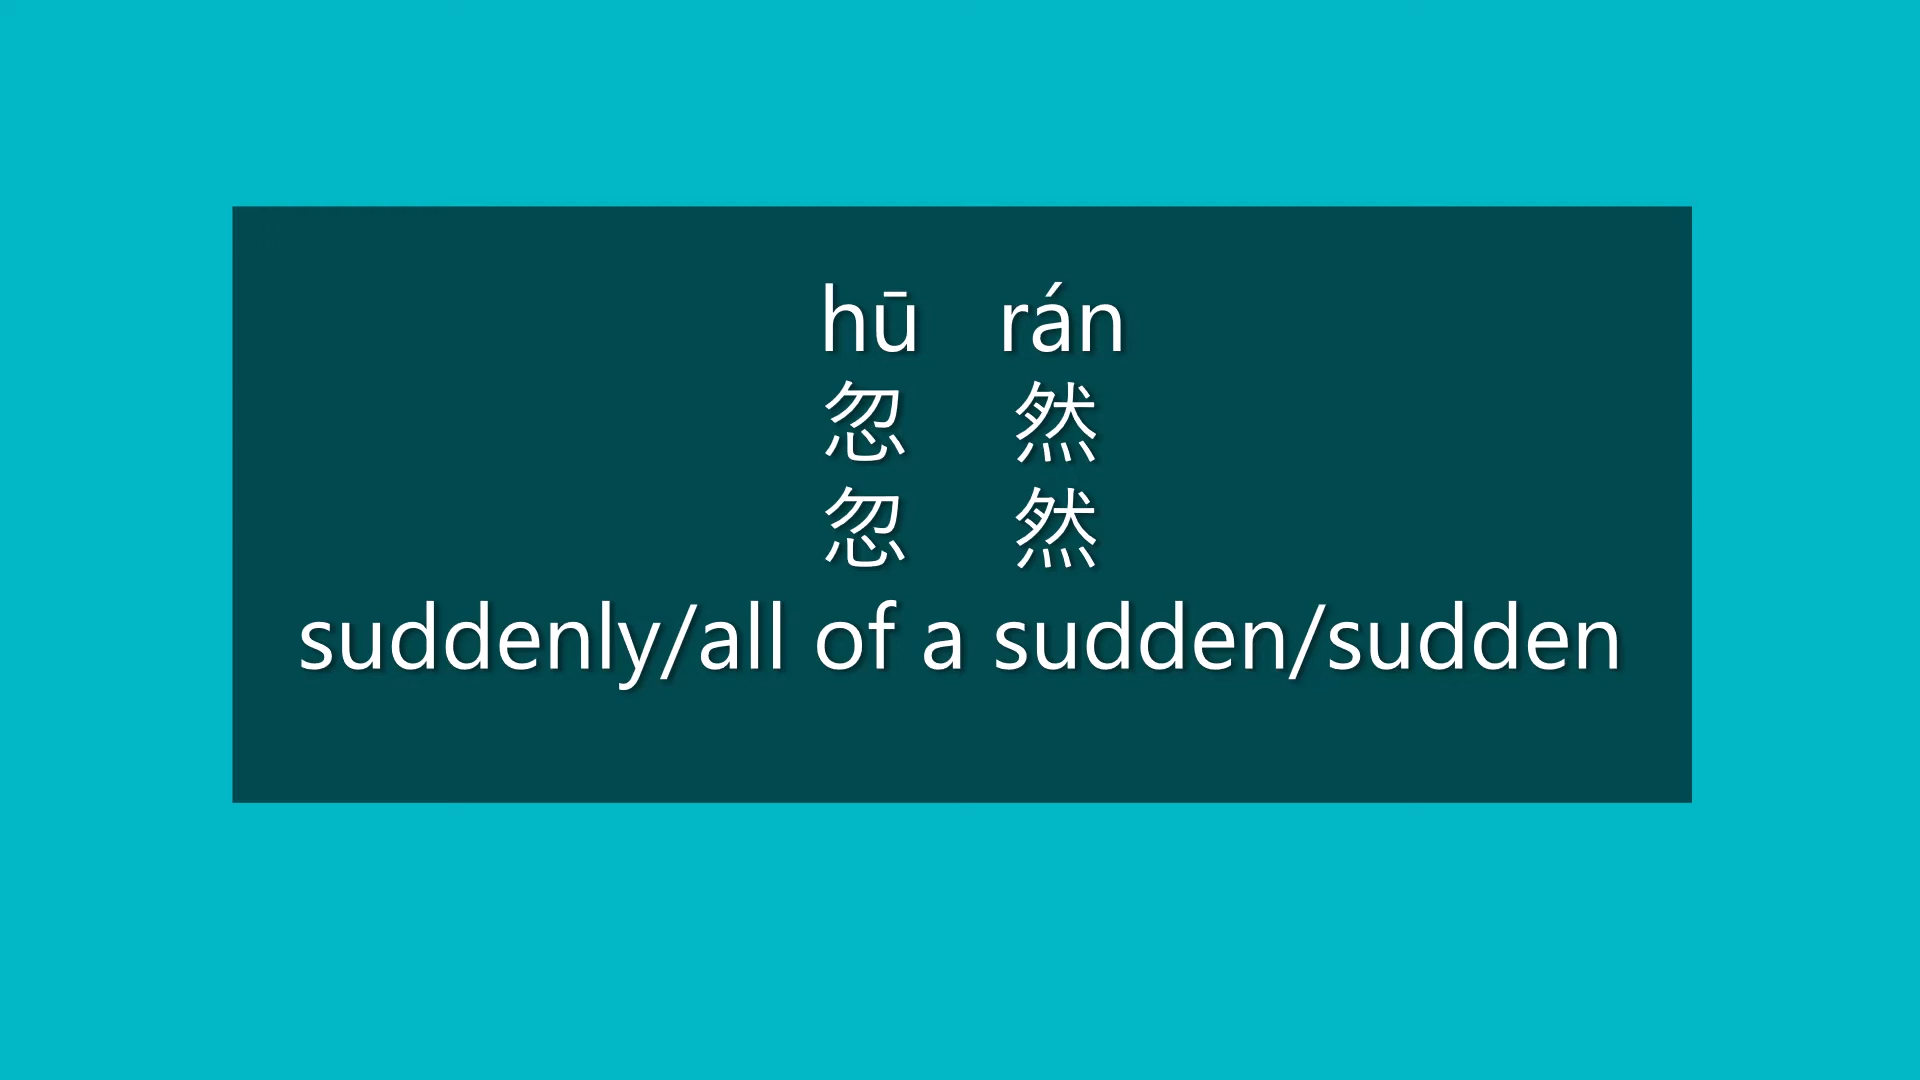 hū rán
忽 然
忽 然
suddenly/all of a sudden/sudden